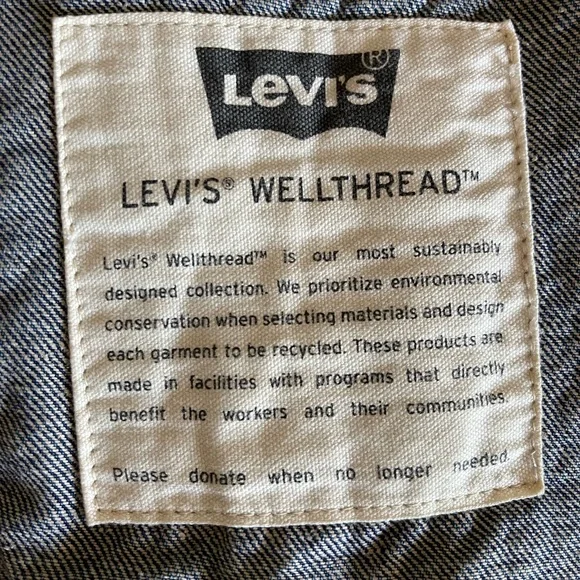 Levi's®
LEVI'S® WELLTHREAD™
Levi's® Wellthread™ is our most sustainably
designed collection. We prioritize environmental
conservation when selecting materials and design
each garment to be recycled. These products are
made in facilities with programs that directly
benefit the workers and their communities.
Please donate when no longer needed